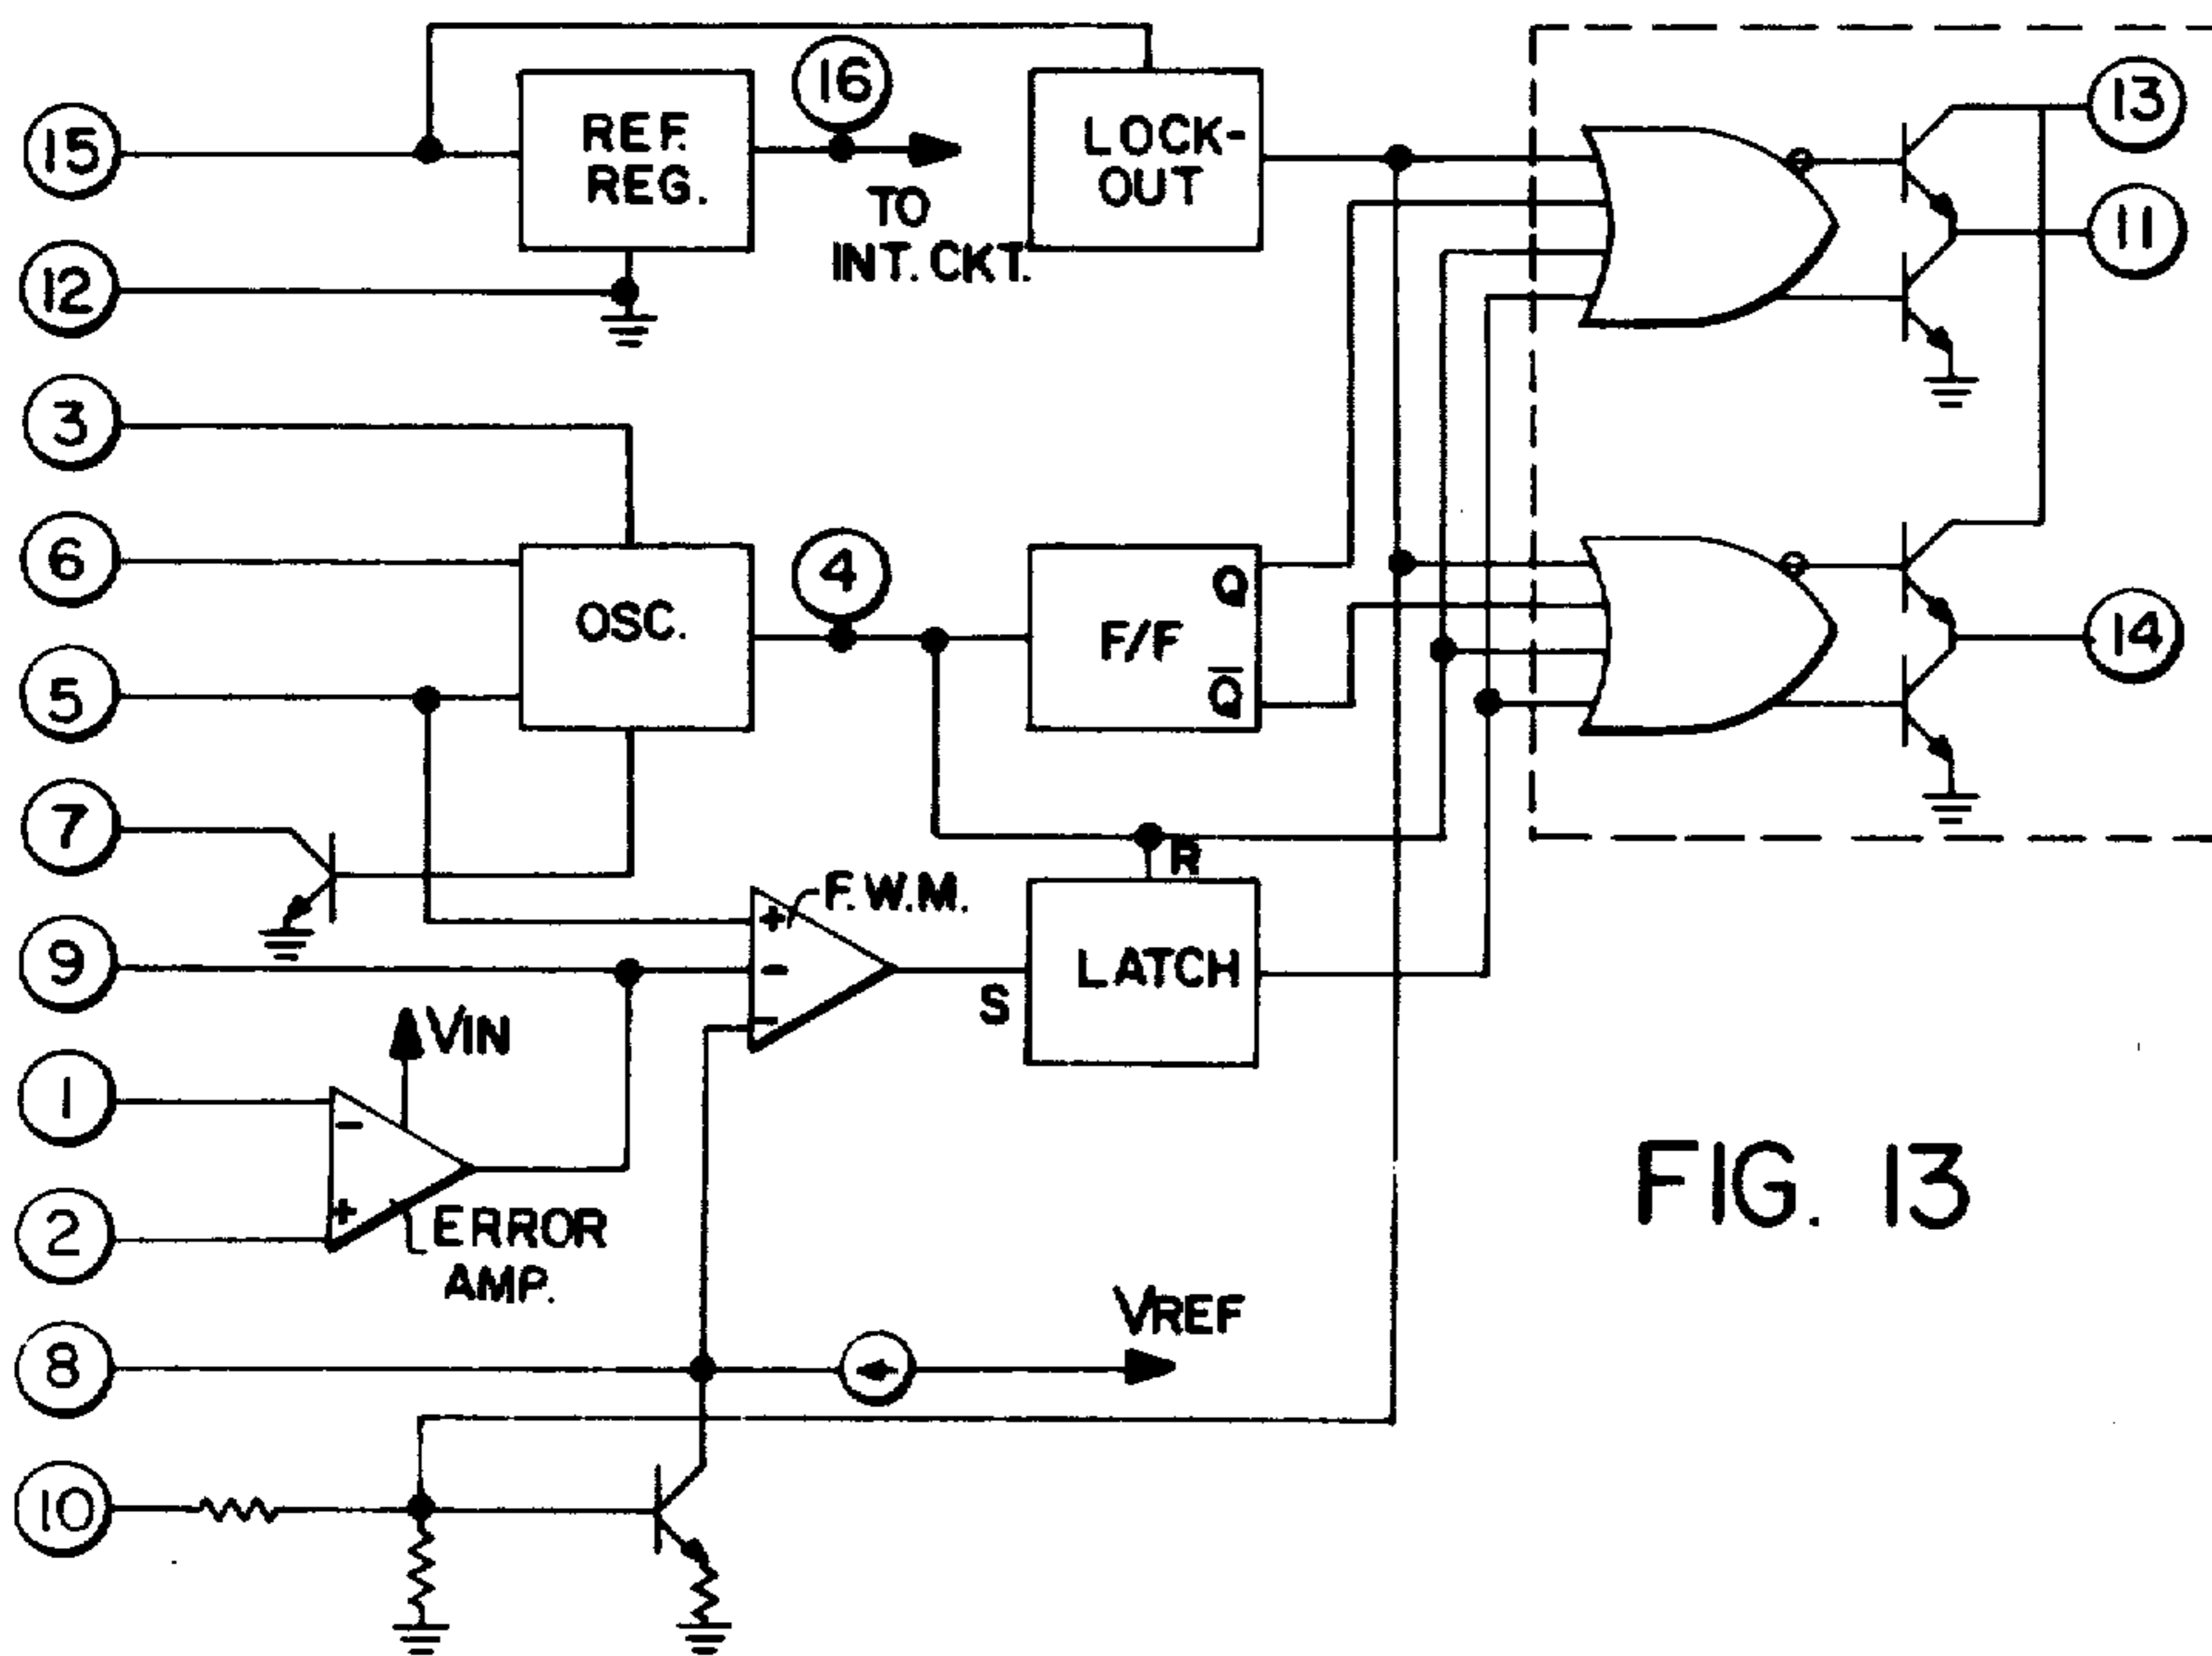 15
REF.
REG.
16
TO
INT. CKT.
LOCK-
OUT
13
11
12
3
6
OSC.
4
F/F
Q
Q̅
14
5
7
R
F.W.M.
+
−
−
S
LATCH
9
VIN
1
−
+
2
ERROR
AMP.
8
VREF
10
FIG. 13